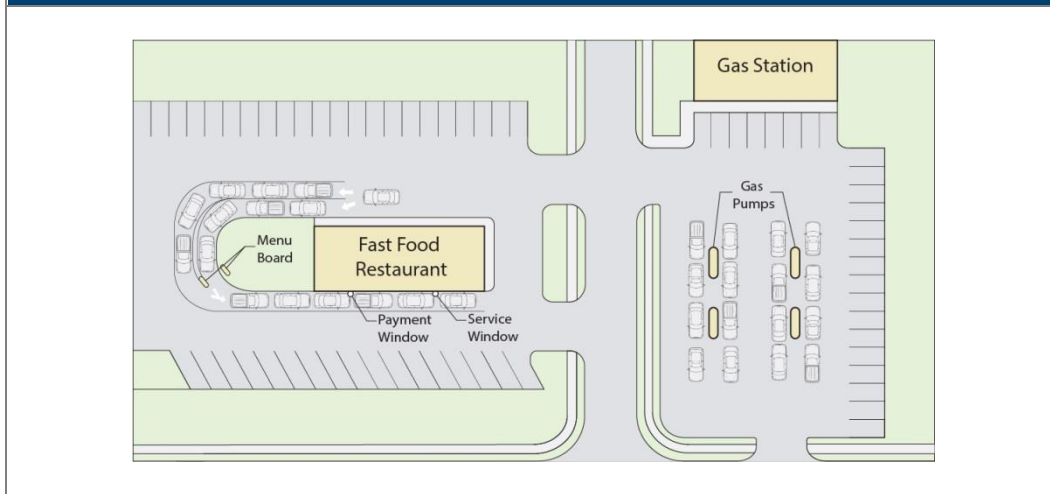 Gas Station
Gas
Pumps
Menu
Board
Fast Food
Restaurant
Payment
Window
Service
Window